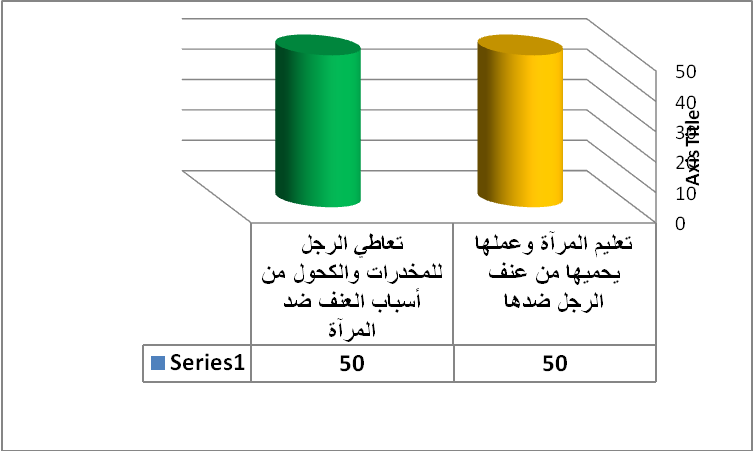 50
40
30
20
10
0
Axis Title
تعليم المرآة وعملها
يحميها من عنف
الرجل ضدها
تعاطي الرجل
للمخدرات والكحول من
أسباب العنف ضد
المرآة
Series1
50
50